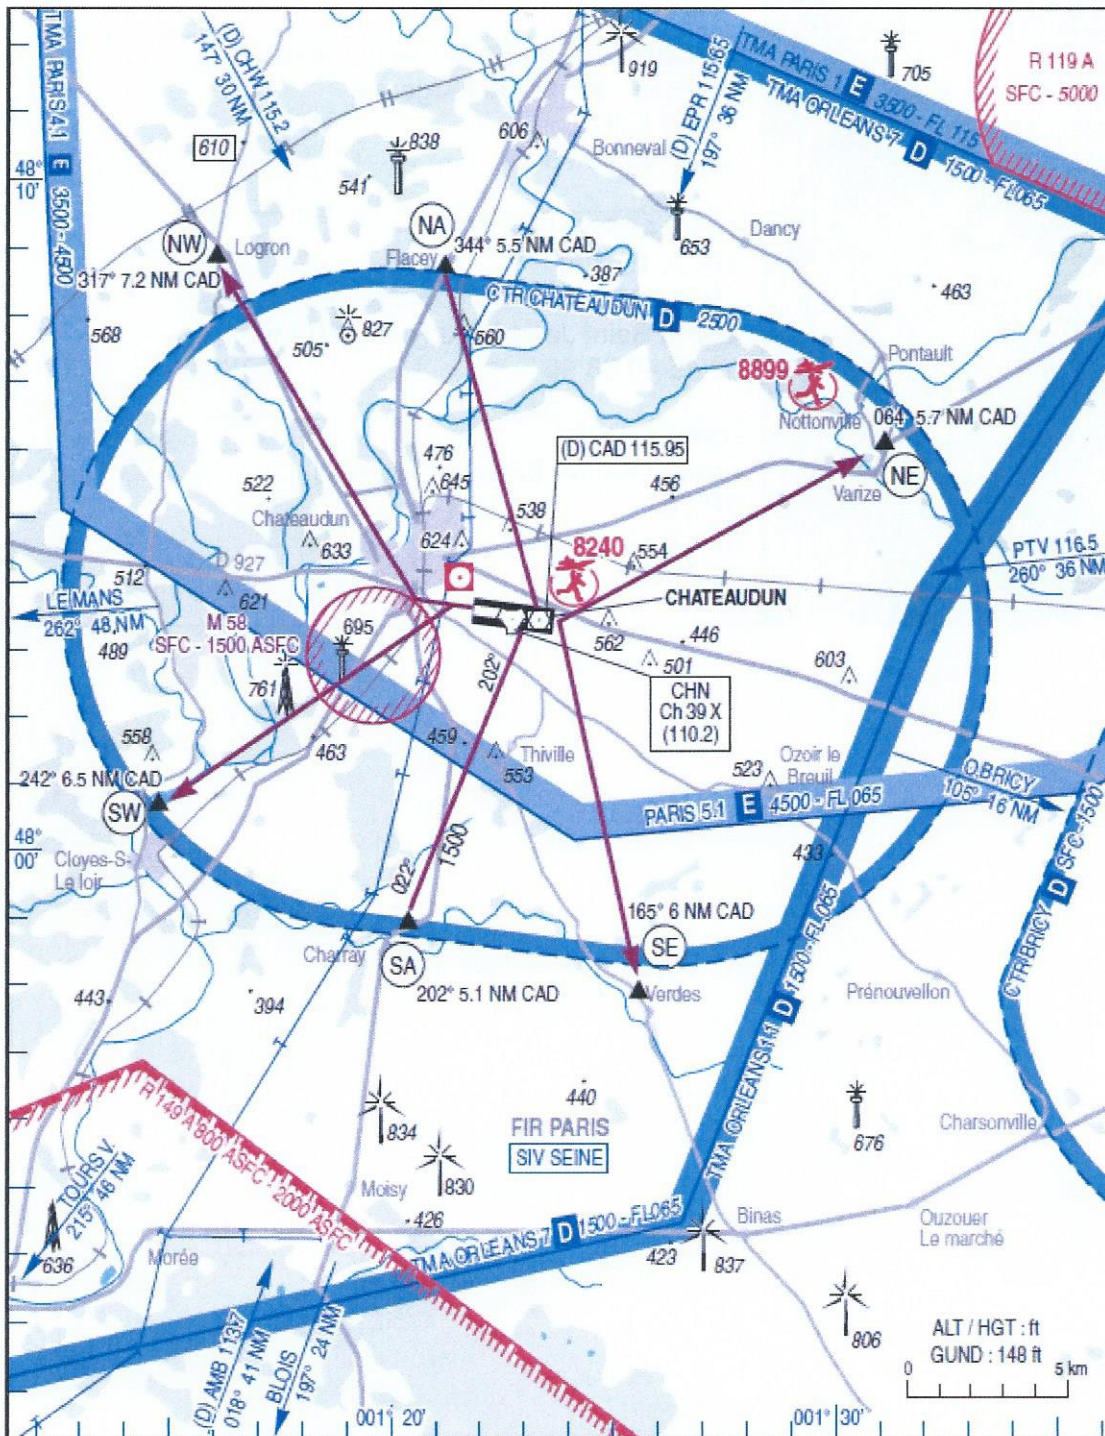 TMA PARIS 4.1 E 3500 - 4500
(D) CHW 115.2
147° 30 NM
919
(D) EPR 115.65
197° 36 NM
TMA PARIS 1 E 3500 - FL 115
TMA ORLEANS 7 D 1500 - FL065
705
R 119 A
SFC - 5000
610
838
606
Bonneval
48°
10'
541
653
Dancy
NW
Logron
NA
344° 5.5 NM CAD
Flacey
317° 7.2 NM CAD
387
463
CTR CHATEAUDUN D 2500
568
827
505
560
Pontault
8899
Nottonville
064 5.7 NM CAD
(D) CAD 115.95
476
645
NE
522
456
Varize
538
Chateaudun
633
624
8240
554
PTV 116.5
260° 36 NM
512
D 927
621
CHATEAUDUN
LE MANS
262° 48 NM
M 58
SFC - 1500 ASFC
695
562
446
489
501
603
761
202°
CHN
Ch 39 X
(110.2)
558
463
459
Thiville
553
523
Ozoir le
Breuil
242° 6.5 NM CAD
SW
O.BRICY
106° 16 NM
PARIS 5.1 E 4500 - FL 065
48°
00'
Cloyes-S-
Le loir
022°
1500
433
CTR BRICY D SFC - 1500
165° 6 NM CAD
SE
Charray
SA
202° 5.1 NM CAD
Verdes
443
394
Prénouvellon
TMA ORLEANS 1.1 D 1500 - FL065
R 149 A 800 ASFC - 2000 ASFC
440
834
FIR PARIS
SIV SEINE
830
676
Charsonville
TOURS V.
215° 46 NM
Moisy
426
636
Morée
TMA ORLEANS 7 D 1500 - FL065
Binas
423
837
Ouzouer
Le marché
(D) AMB 113.7
018° 41 NM
BLOIS
197° 24 NM
806
ALT / HGT : ft
GUND : 148 ft
0 5 km
001° 20'
001° 30'